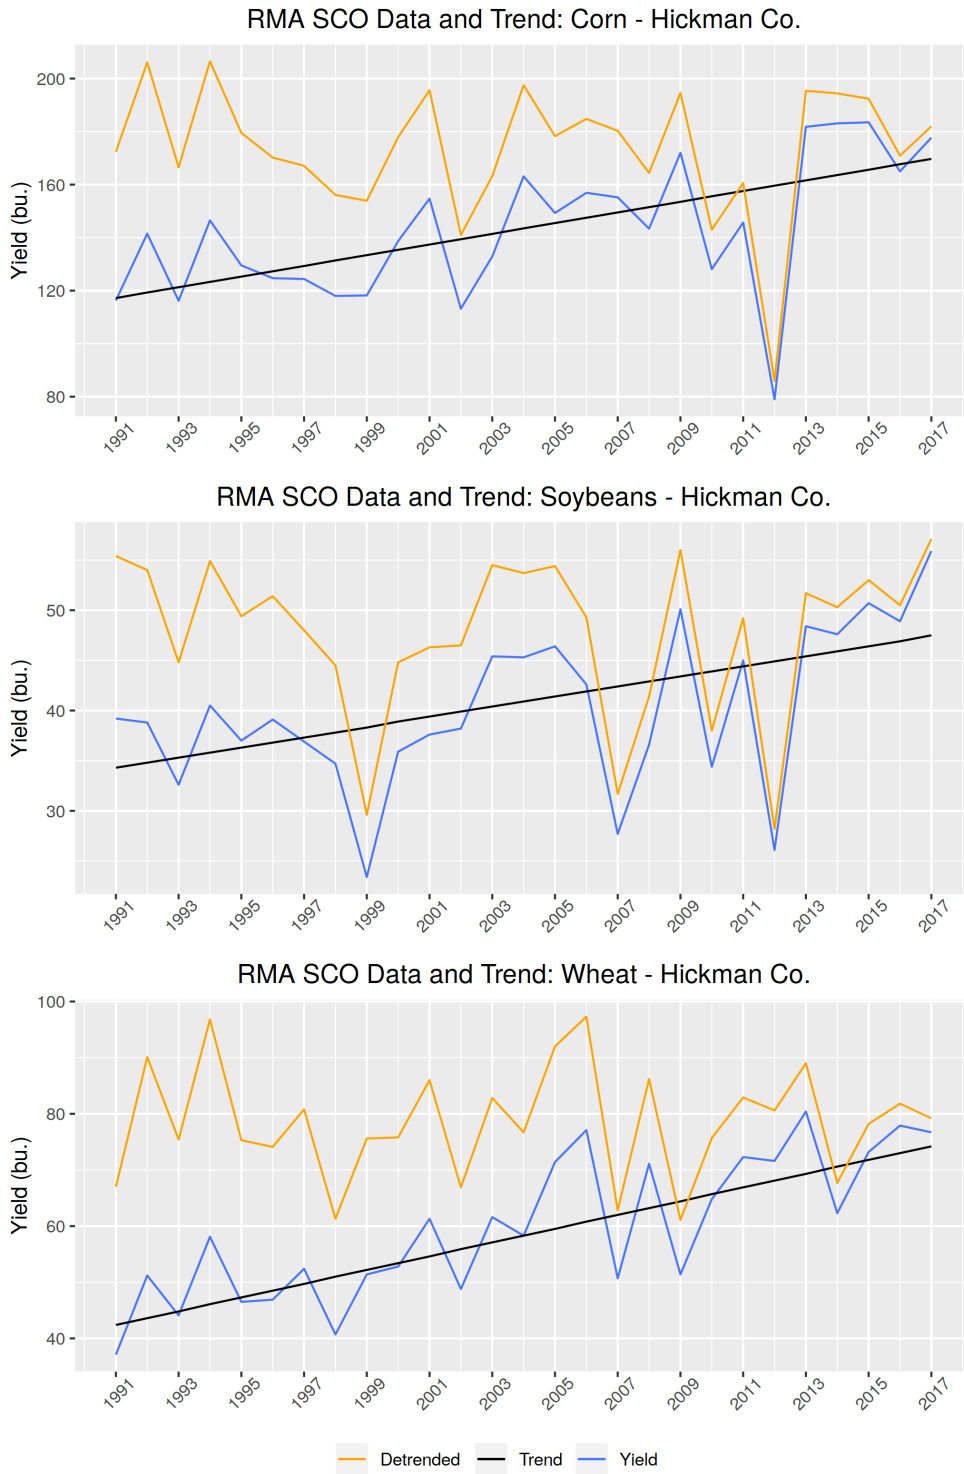 RMA SCO Data and Trend: Corn - Hickman Co.
Yield (bu.)
200
160
120
80
1991 1993 1995 1997 1999 2001 2003 2005 2007 2009 2011 2013 2015 2017
RMA SCO Data and Trend: Soybeans - Hickman Co.
Yield (bu.)
50
40
30
1991 1993 1995 1997 1999 2001 2003 2005 2007 2009 2011 2013 2015 2017
RMA SCO Data and Trend: Wheat - Hickman Co.
Yield (bu.)
100
80
60
40
1991 1993 1995 1997 1999 2001 2003 2005 2007 2009 2011 2013 2015 2017
Detrended Trend Yield